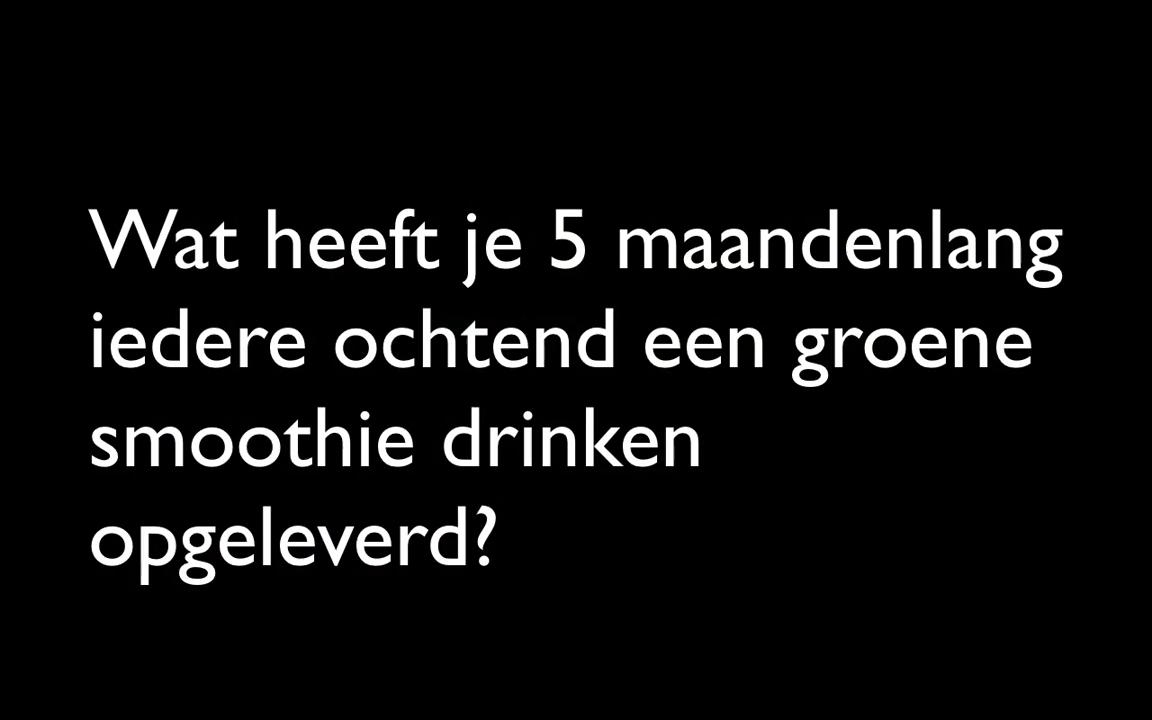 Wat heeft je 5 maandenlang
iedere ochtend een groene
smoothie drinken
opgeleverd?